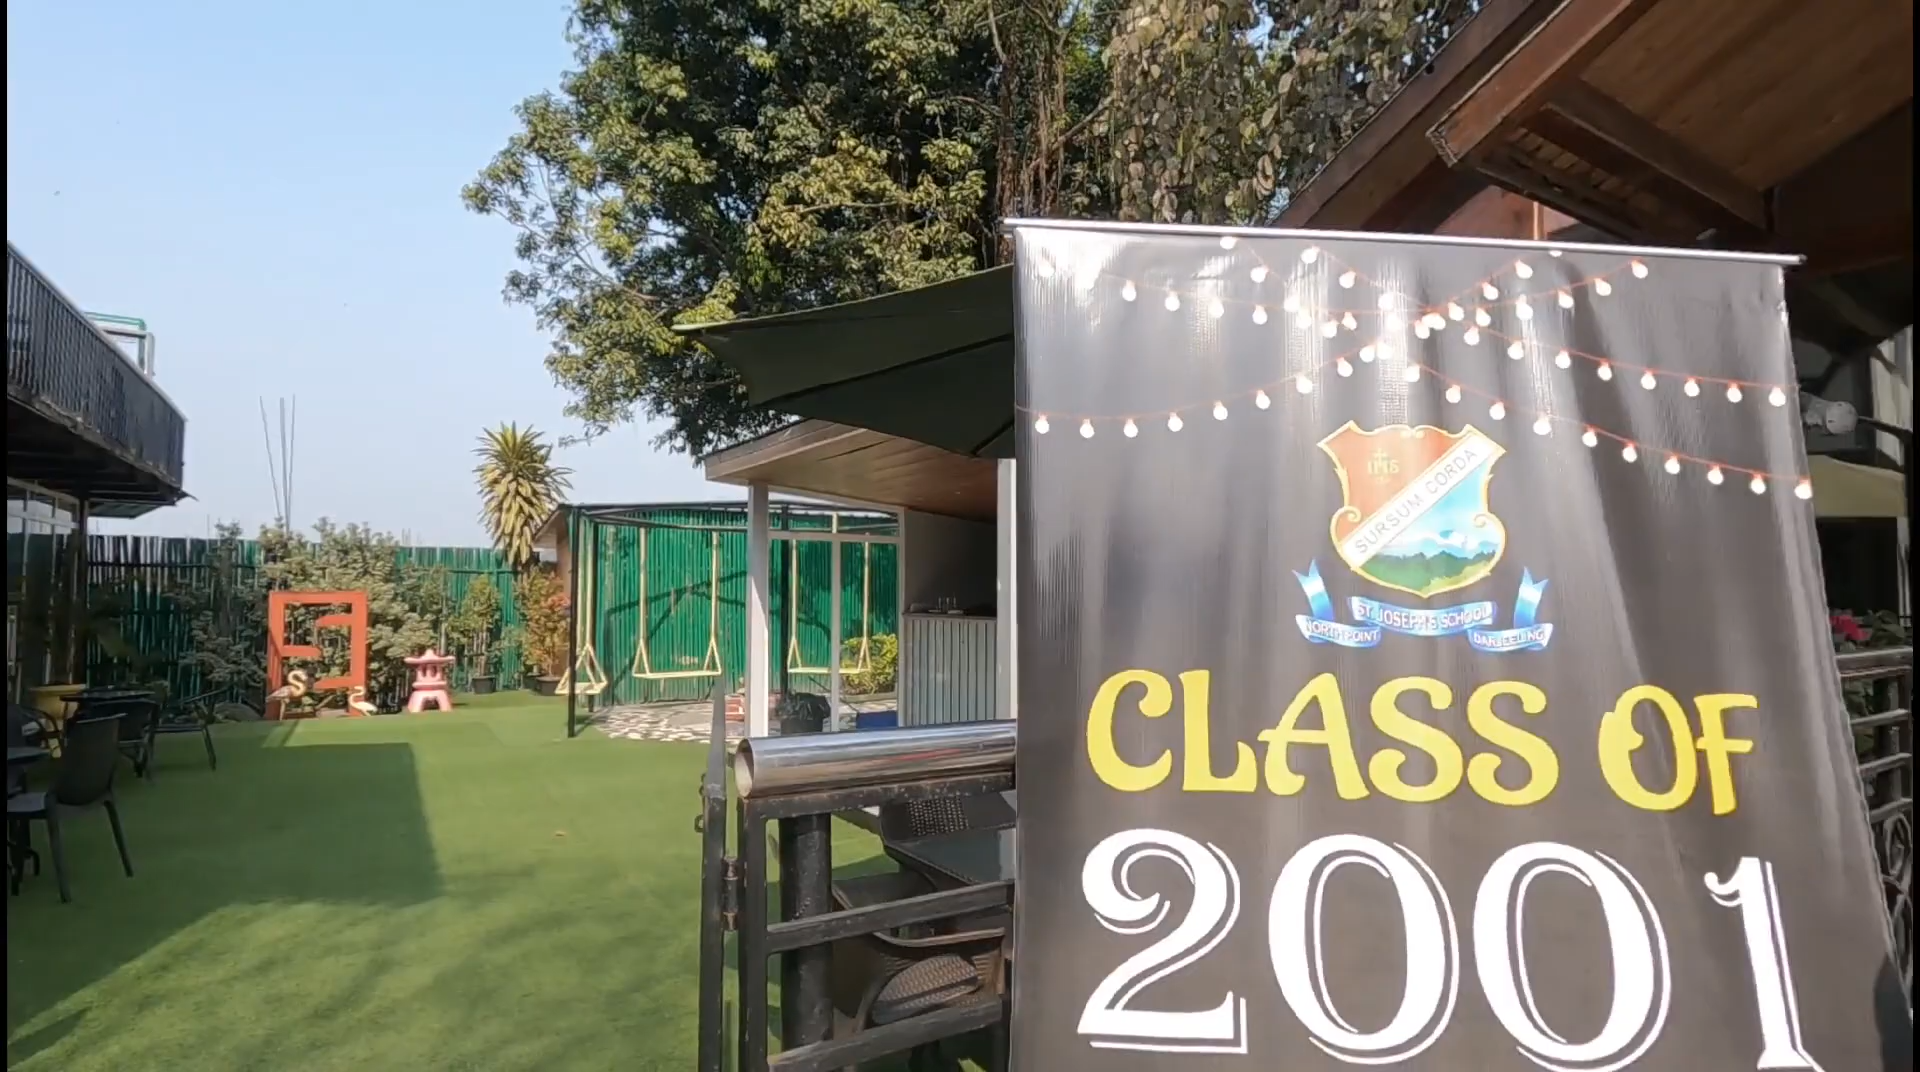 IHS
SURSUM CORDA
ST. JOSEPH'S SCHOOL
NORTH POINT
DARJEELING
CLASS OF
2001